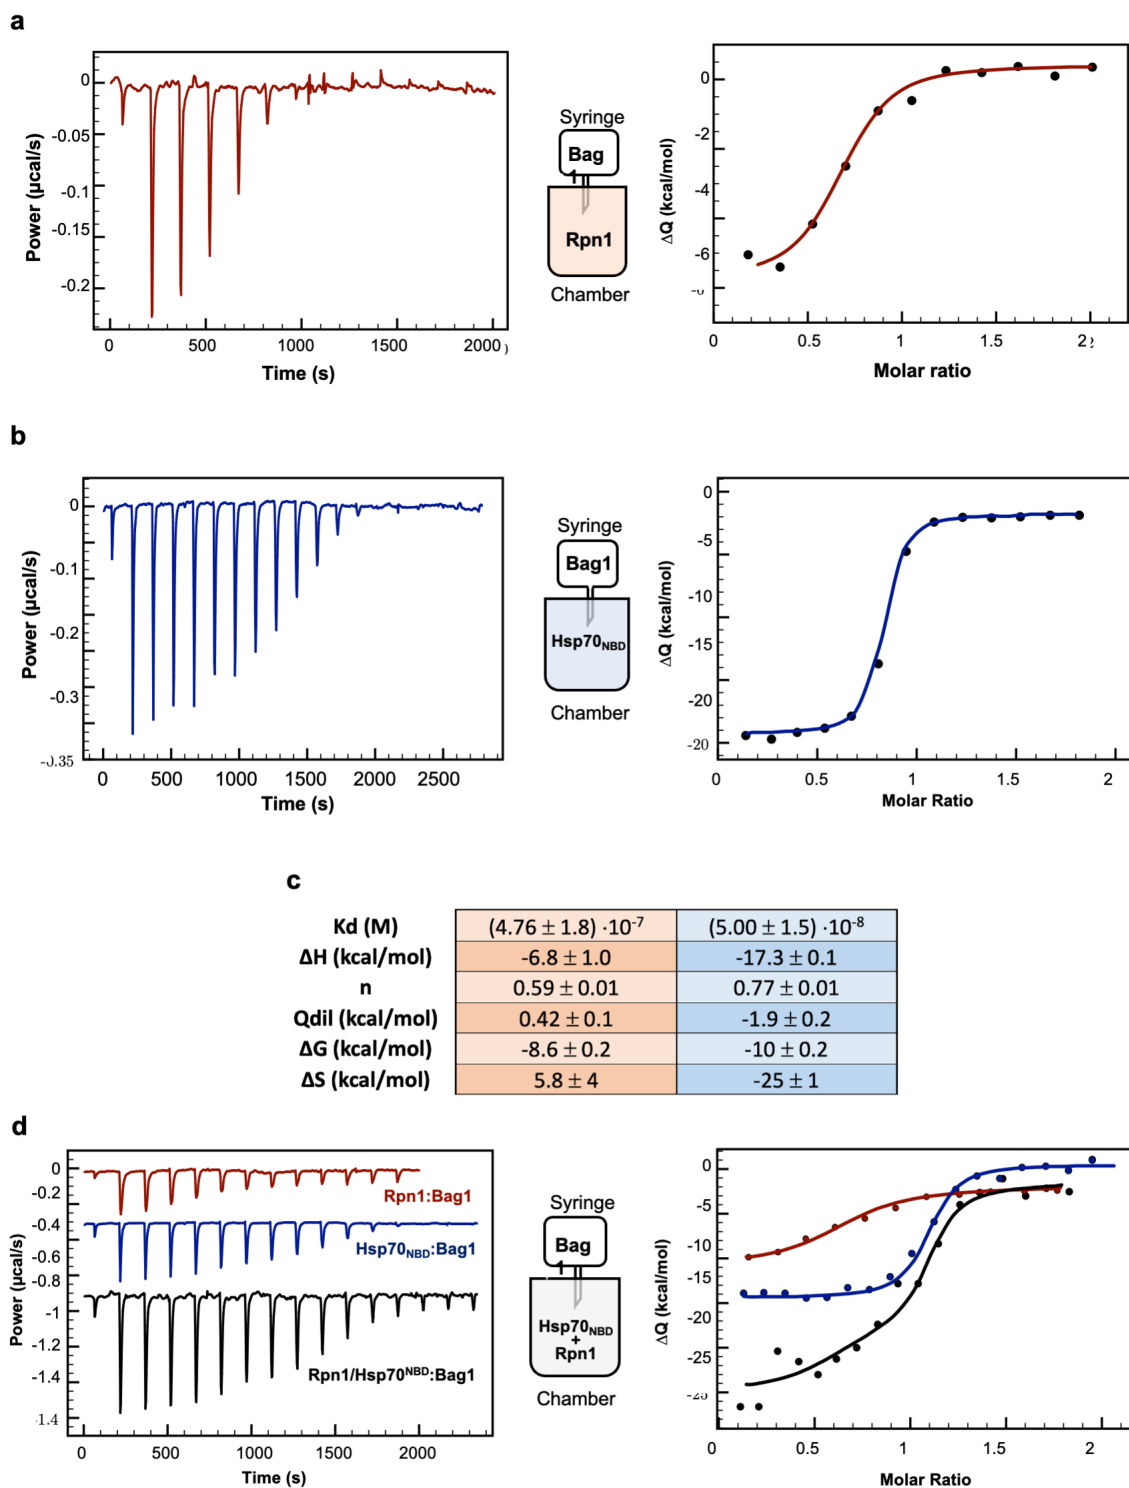 a
0
-0.05
-0.1
-0.15
-0.2
Power (µcal/s)
0
500
1000
1500
2000
Time (s)
Syringe
Bag
1
Rpn1
Chamber
0
-2
-4
-6
ΔQ (kcal/mol)
0
0.5
1
1.5
2
Molar ratio
b
0
-0.1
-0.2
-0.3
-0.35
Power (µcal/s)
0
500
1000
1500
2000
2500
Time (s)
Syringe
Bag1
Hsp70NBD
Chamber
0
-5
-10
-15
-20
-20
ΔQ (kcal/mol)
0
0.5
1
1.5
2
Molar Ratio
c
Kd (M) (4.76 ± 1.8) ·10⁻⁷ (5.00 ± 1.5) ·10⁻⁸
ΔH (kcal/mol) -6.8 ± 1.0 -17.3 ± 0.1
n 0.59 ± 0.01 0.77 ± 0.01
Qdil (kcal/mol) 0.42 ± 0.1 -1.9 ± 0.2
ΔG (kcal/mol) -8.6 ± 0.2 -10 ± 0.2
ΔS (kcal/mol) 5.8 ± 4 -25 ± 1
d
0
-0.2
-0.4
-0.6
-0.8
-1
-1.2
-1.4
Power (µcal/s)
Rpn1:Bag1
Hsp70NBD:Bag1
Rpn1/Hsp70NBD:Bag1
0
500
1000
1500
2000
Time (s)
Syringe
Bag
1
Hsp70NBD
+
Rpn1
Chamber
0
-5
-10
-15
-20
-25
ΔQ (kcal/mol)
0
0.5
1
1.5
2
Molar Ratio